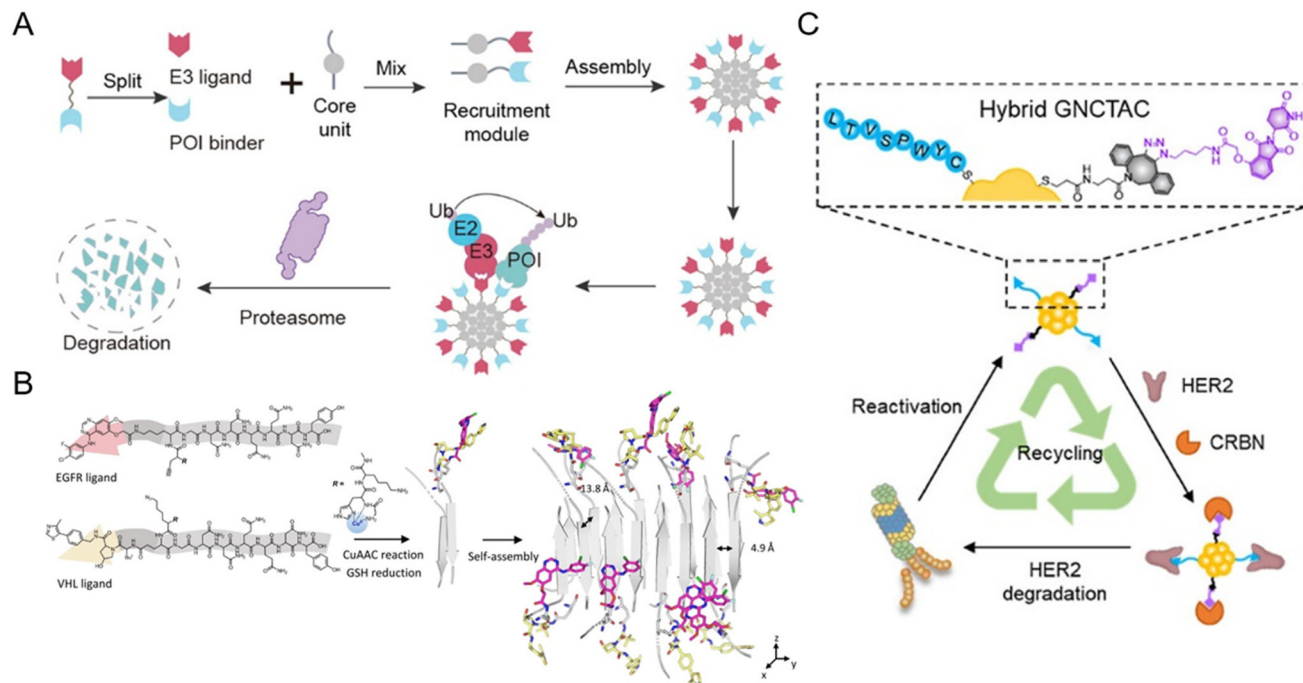 A
Split
E3 ligand
POI binder
+
Core
unit
Mix
Recruitment
module
Assembly
Ub
E2
E3
POI
Ub
Proteasome
Degradation
B
EGFR ligand
VHL ligand
R =
CuAAC reaction
GSH reduction
Self-assembly
13.8 Å
4.9 Å
z
y
x
C
Hybrid GNCTAC
L T V S P W Y C
HER2
CRBN
Reactivation
Recycling
HER2
degradation